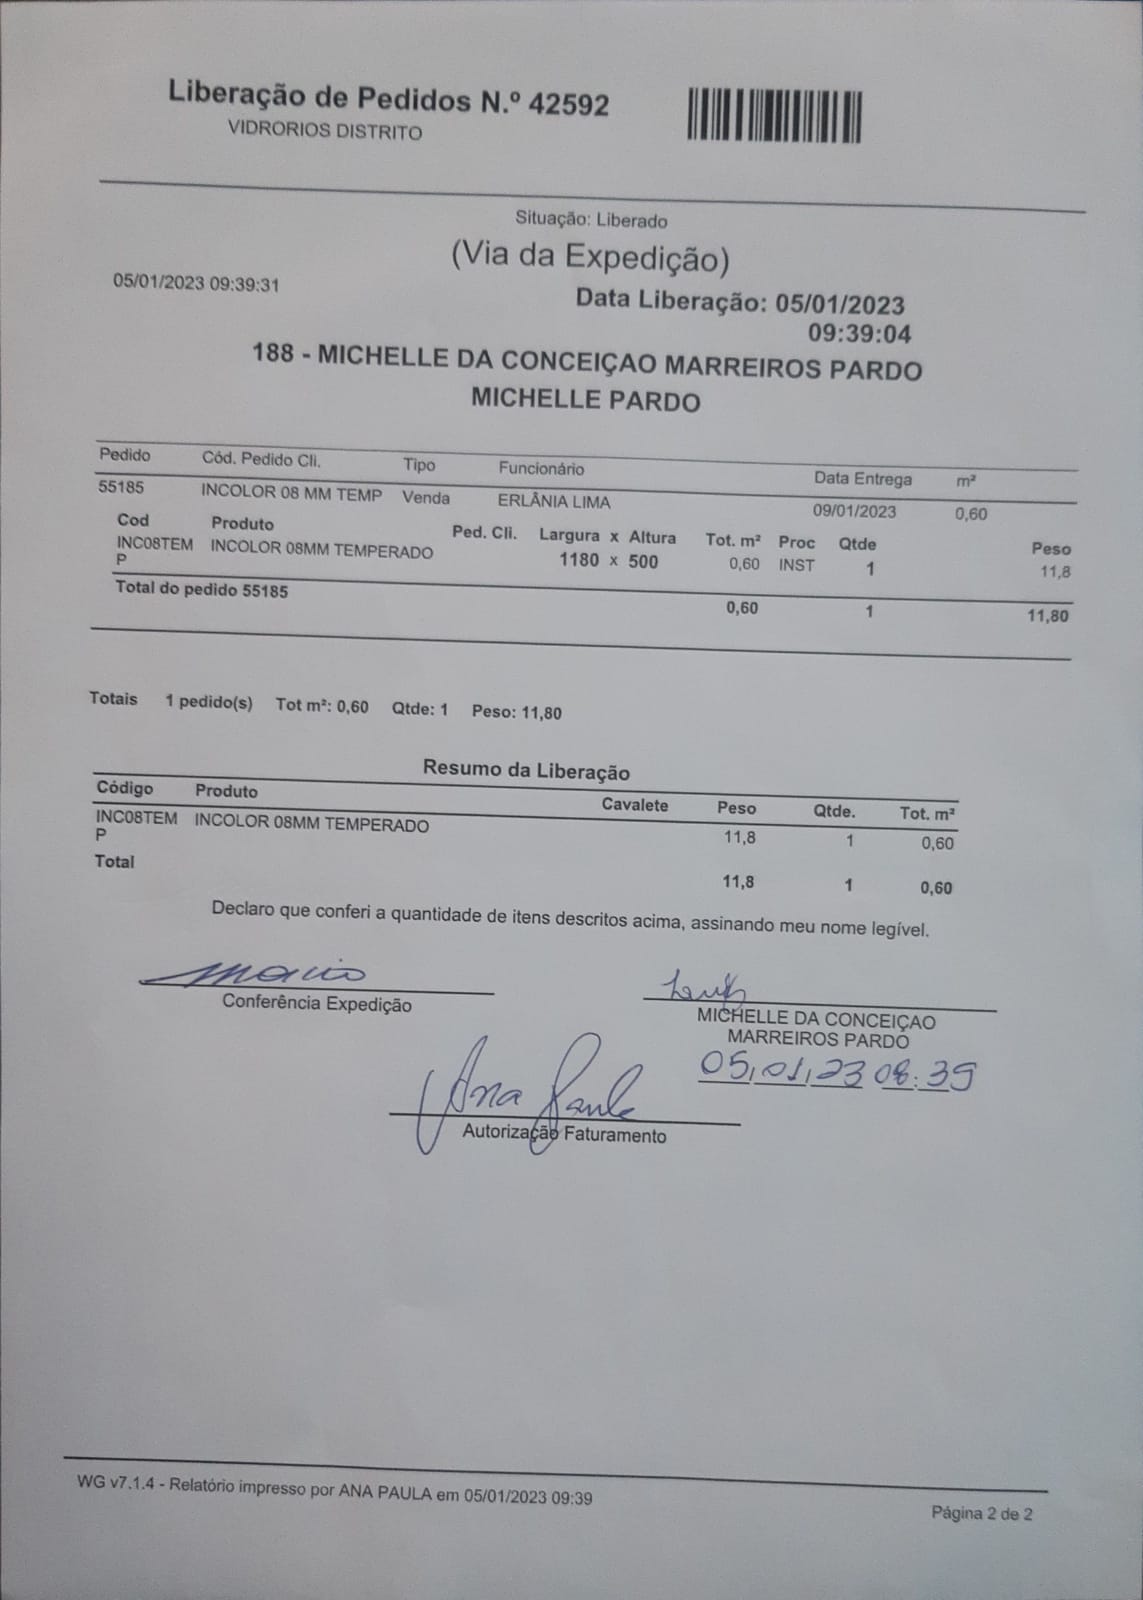 Liberação de Pedidos N.º 42592
VIDRORIOS DISTRITO
Situação: Liberado
(Via da Expedição)
05/01/2023 09:39:31
Data Liberação: 05/01/2023
09:39:04
188 - MICHELLE DA CONCEIÇAO MARREIROS PARDO
MICHELLE PARDO
Pedido Cód. Pedido Cli. Tipo Funcionário Data Entrega m²
55185 INCOLOR 08 MM TEMP Venda ERLÂNIA LIMA 09/01/2023 0,60
Cod Produto Ped. Cli. Largura x Altura Tot. m² Proc Qtde Peso
INC08TEM INCOLOR 08MM TEMPERADO 1180 x 500 0,60 INST 1 11,8
P
Total do pedido 55185 0,60 1 11,80
Totais 1 pedido(s) Tot m²: 0,60 Qtde: 1 Peso: 11,80
Resumo da Liberação
Código Produto Cavalete Peso Qtde. Tot. m²
INC08TEM INCOLOR 08MM TEMPERADO 11,8 1 0,60
P
Total 11,8 1 0,60
Declaro que conferi a quantidade de itens descritos acima, assinando meu nome legível.
Conferência Expedição
MICHELLE DA CONCEIÇAO
MARREIROS PARDO
05,01,23 08:39
Ana Paula
Autorização Faturamento
WG v7.1.4 - Relatório impresso por ANA PAULA em 05/01/2023 09:39
Página 2 de 2